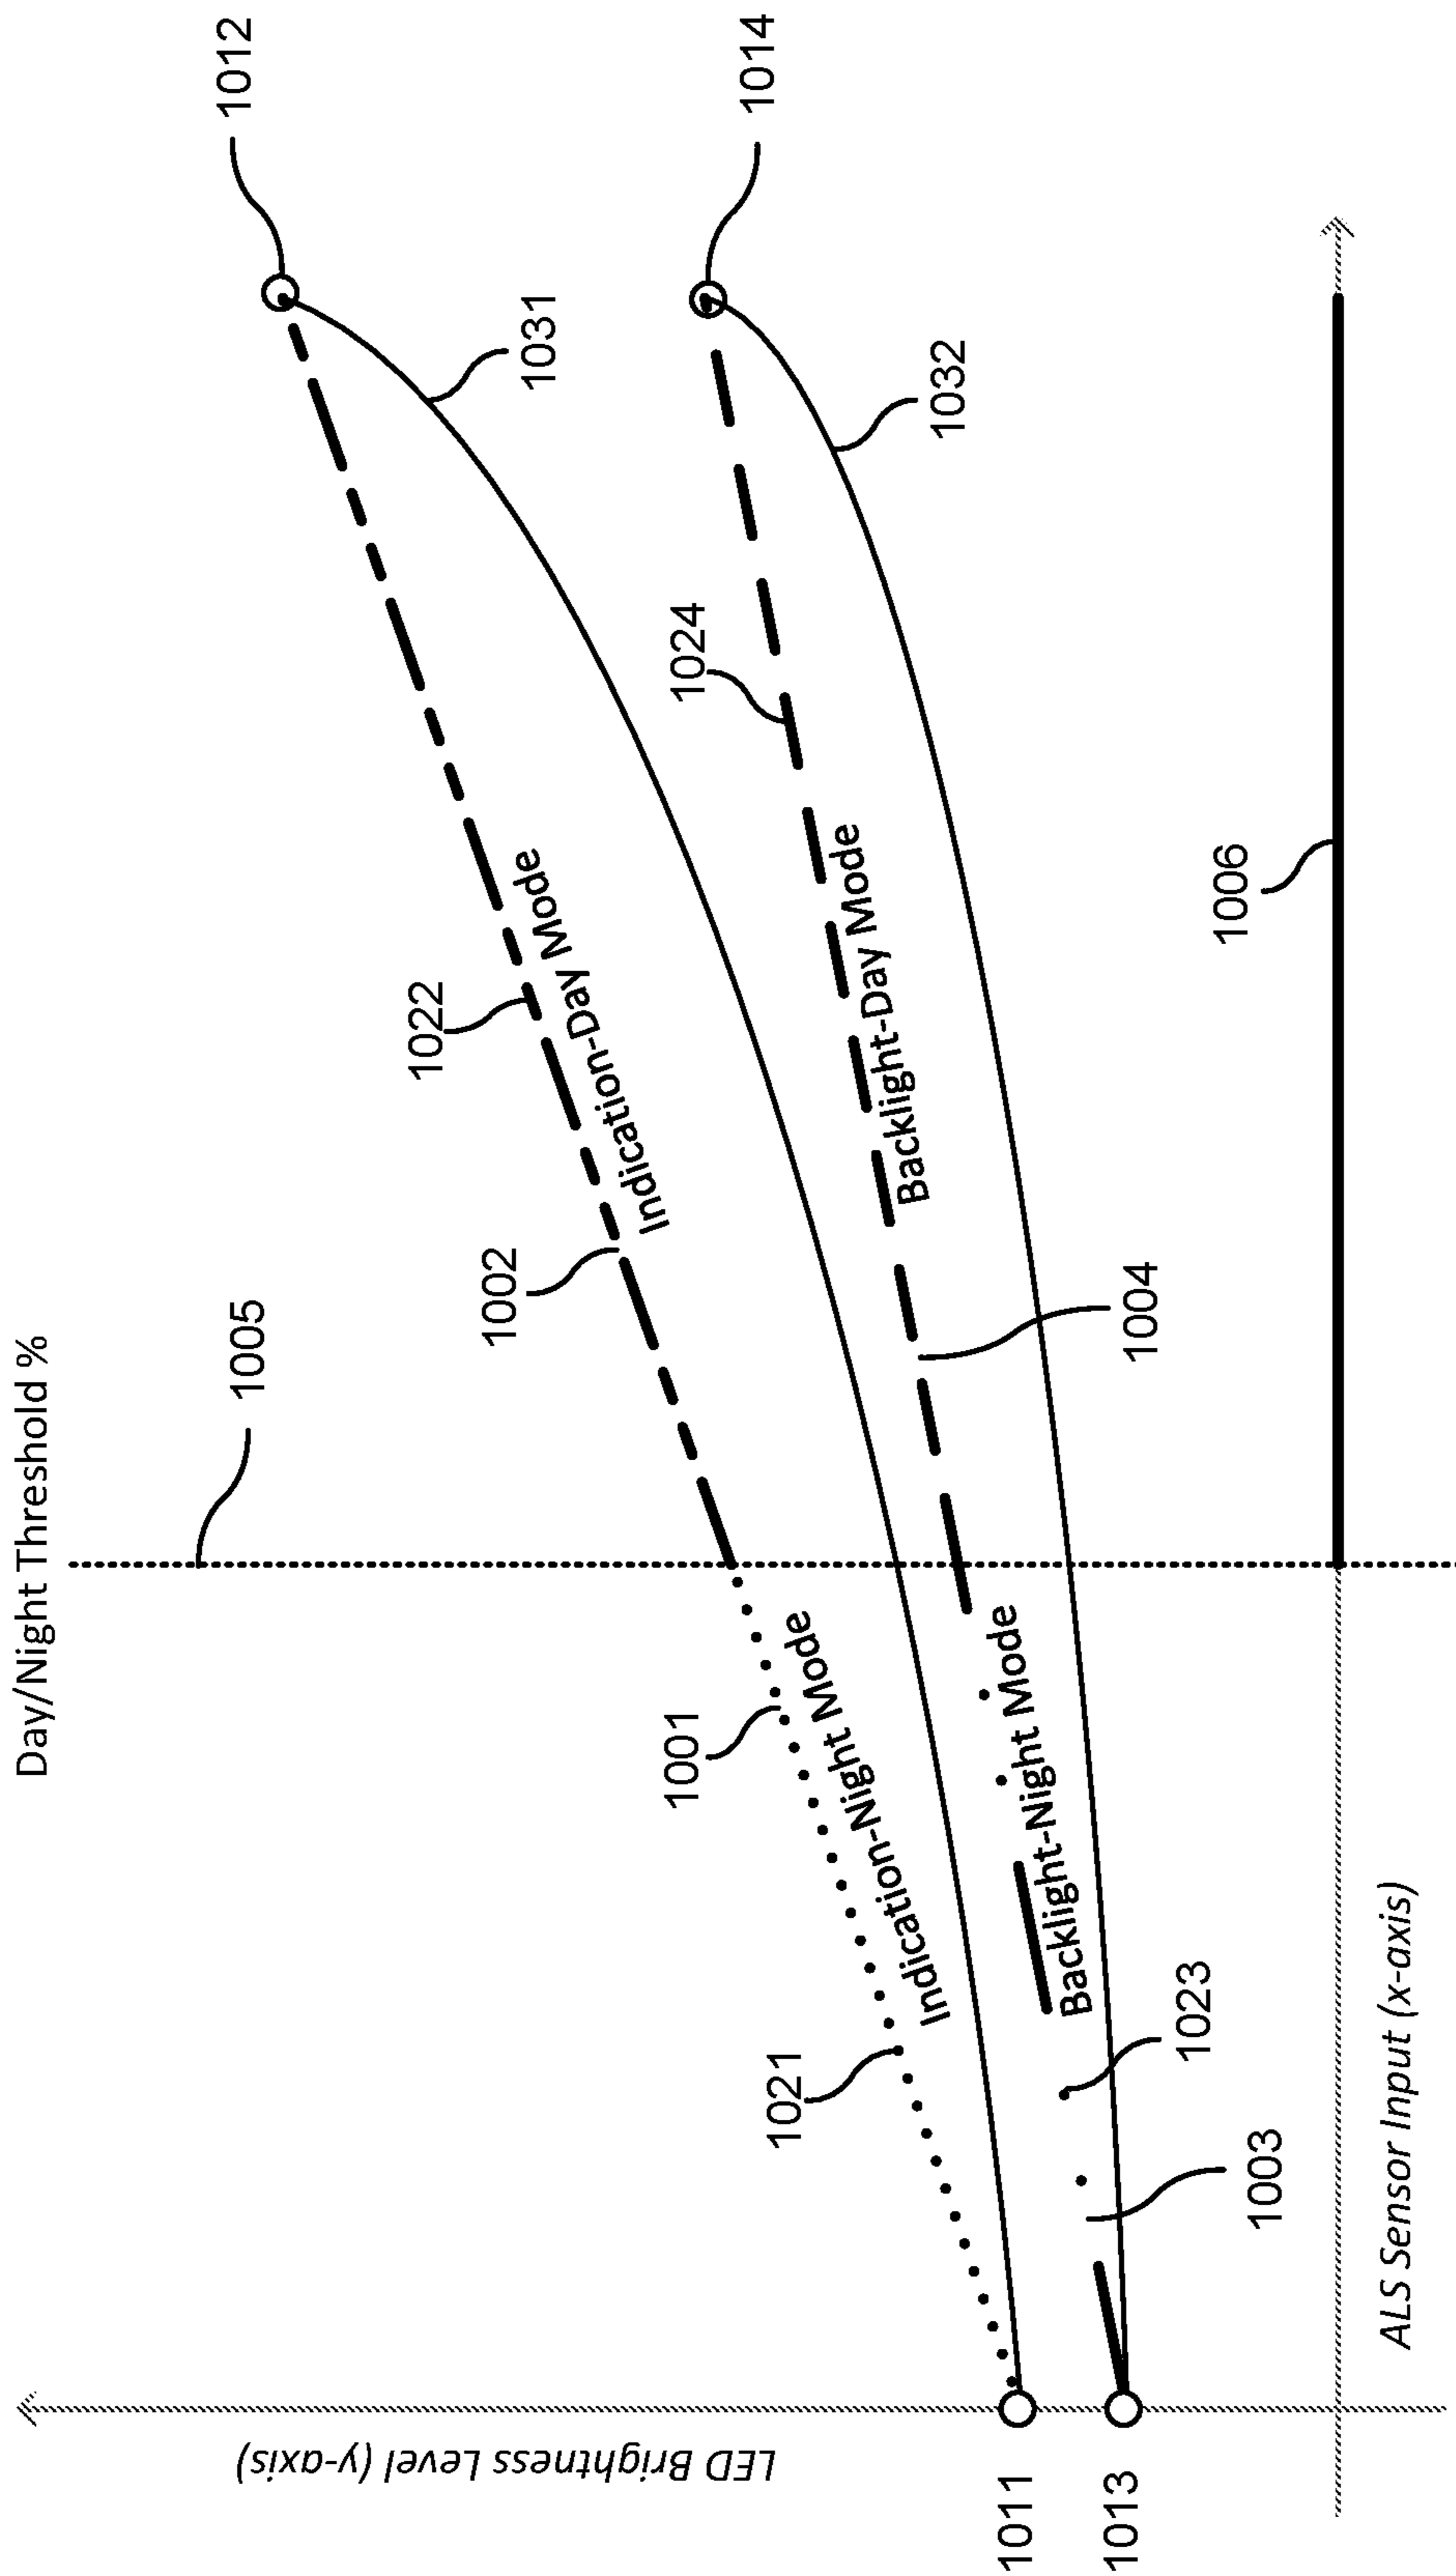 Day/Night Threshold %
1005
1012
1014
1031
1032
1022
1024
1002
1004
1001
1021
1023
1003
1006
Indication-Day Mode
Backlight-Day Mode
Indication-Night Mode
Backlight-Night Mode
LED Brightness Level (y-axis)
ALS Sensor Input (x-axis)
1011
1013